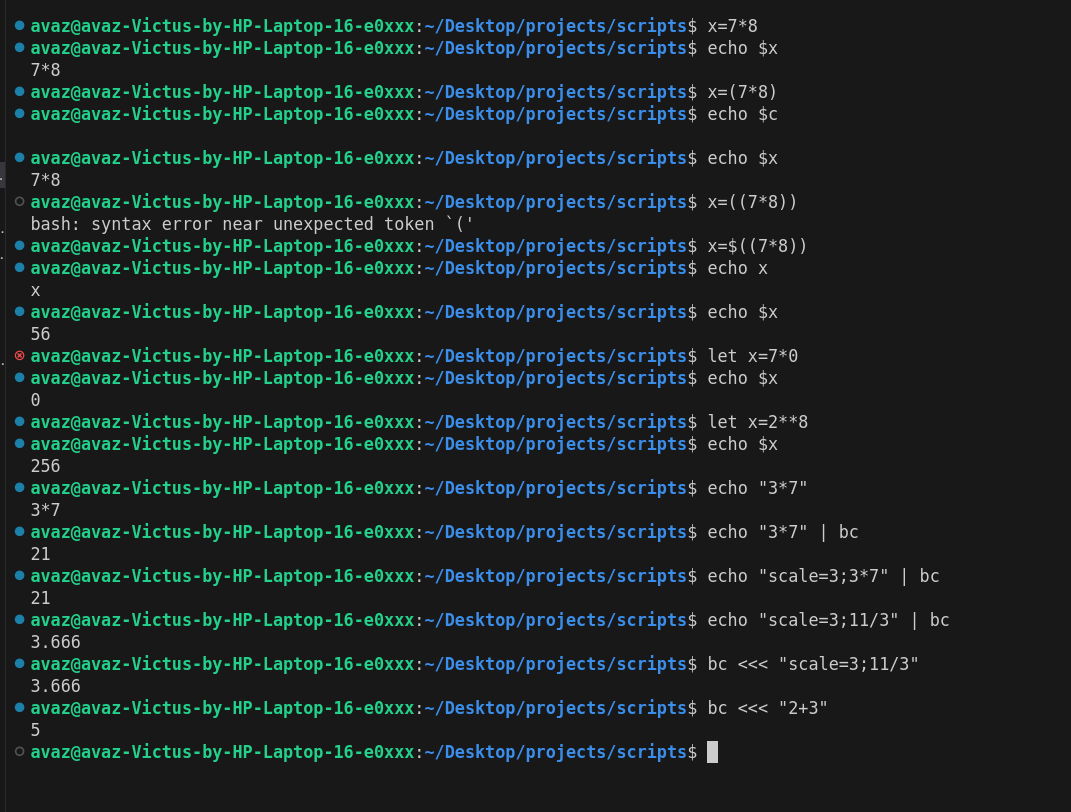 avaz@avaz-Victus-by-HP-Laptop-16-e0xxx:~/Desktop/projects/scripts$ x=7*8
avaz@avaz-Victus-by-HP-Laptop-16-e0xxx:~/Desktop/projects/scripts$ echo $x
7*8
avaz@avaz-Victus-by-HP-Laptop-16-e0xxx:~/Desktop/projects/scripts$ x=(7*8)
avaz@avaz-Victus-by-HP-Laptop-16-e0xxx:~/Desktop/projects/scripts$ echo $c

avaz@avaz-Victus-by-HP-Laptop-16-e0xxx:~/Desktop/projects/scripts$ echo $x
7*8
avaz@avaz-Victus-by-HP-Laptop-16-e0xxx:~/Desktop/projects/scripts$ x=((7*8))
bash: syntax error near unexpected token `('
avaz@avaz-Victus-by-HP-Laptop-16-e0xxx:~/Desktop/projects/scripts$ x=$((7*8))
avaz@avaz-Victus-by-HP-Laptop-16-e0xxx:~/Desktop/projects/scripts$ echo x
x
avaz@avaz-Victus-by-HP-Laptop-16-e0xxx:~/Desktop/projects/scripts$ echo $x
56
avaz@avaz-Victus-by-HP-Laptop-16-e0xxx:~/Desktop/projects/scripts$ let x=7*0
avaz@avaz-Victus-by-HP-Laptop-16-e0xxx:~/Desktop/projects/scripts$ echo $x
0
avaz@avaz-Victus-by-HP-Laptop-16-e0xxx:~/Desktop/projects/scripts$ let x=2**8
avaz@avaz-Victus-by-HP-Laptop-16-e0xxx:~/Desktop/projects/scripts$ echo $x
256
avaz@avaz-Victus-by-HP-Laptop-16-e0xxx:~/Desktop/projects/scripts$ echo "3*7"
3*7
avaz@avaz-Victus-by-HP-Laptop-16-e0xxx:~/Desktop/projects/scripts$ echo "3*7" | bc
21
avaz@avaz-Victus-by-HP-Laptop-16-e0xxx:~/Desktop/projects/scripts$ echo "scale=3;3*7" | bc
21
avaz@avaz-Victus-by-HP-Laptop-16-e0xxx:~/Desktop/projects/scripts$ echo "scale=3;11/3" | bc
3.666
avaz@avaz-Victus-by-HP-Laptop-16-e0xxx:~/Desktop/projects/scripts$ bc <<< "scale=3;11/3"
3.666
avaz@avaz-Victus-by-HP-Laptop-16-e0xxx:~/Desktop/projects/scripts$ bc <<< "2+3"
5
avaz@avaz-Victus-by-HP-Laptop-16-e0xxx:~/Desktop/projects/scripts$